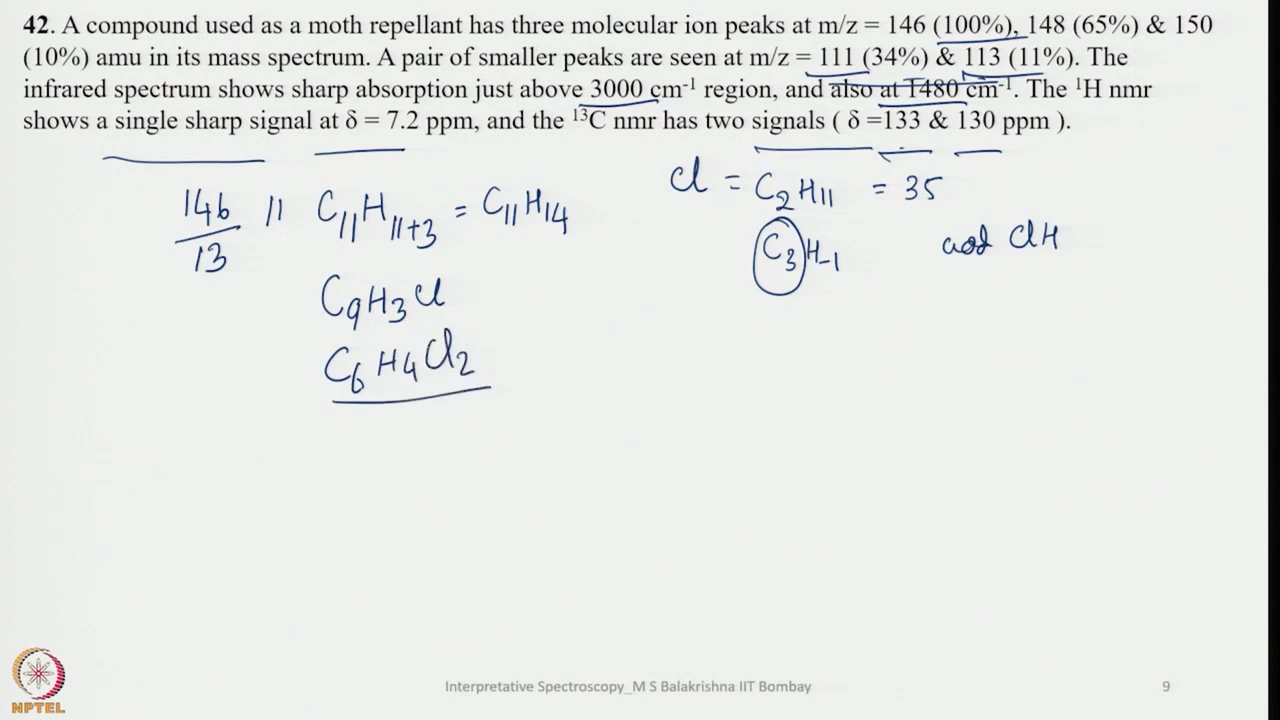 42. A compound used as a moth repellant has three molecular ion peaks at m/z = 146 (100%), 148 (65%) & 150
(10%) amu in its mass spectrum. A pair of smaller peaks are seen at m/z = 111 (34%) & 113 (11%). The
infrared spectrum shows sharp absorption just above 3000 cm⁻¹ region, and also at 1480 cm⁻¹. The ¹H nmr
shows a single sharp signal at δ = 7.2 ppm, and the ¹³C nmr has two signals ( δ =133 & 130 ppm ).
146/13 11 C₁₁H₁₁₊₃ = C₁₁H₁₄
C₉H₃Cl
C₆H₄Cl₂
Cl = C₂H₁₁ = 35
C₃H₋₁ add ClH
Interpretative Spectroscopy_M S Balakrishna IIT Bombay
9
NPTEL